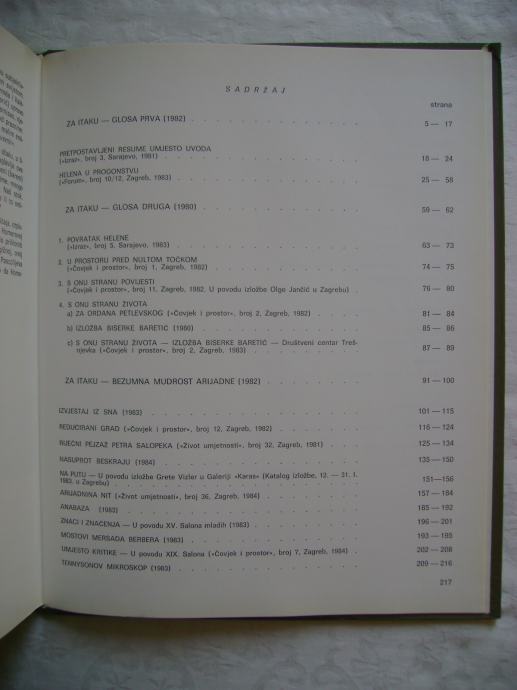 SADRŽAJ
strana
ZA ITAKU — GLOSA PRVA (1982) . . . . . . . . . . 5 — 17
PRETPOSTAVLJENI RESUME UMJESTO UVODA
(«Izraz», broj 3, Sarajevo, 1981) . . . . . . . . . . 18 — 24
HELENA U PROGONSTVU
(«Forum», broj 10/12, Zagreb, 1983) . . . . . . . . . . 25 — 58
ZA ITAKU — GLOSA DRUGA (1980) . . . . . . . . . . 59 — 62
1. POVRATAK HELENE
(«Izraz», broj 5, Sarajevo, 1983) . . . . . . . . . . 63 — 73
2. U PROSTORU PRED NULTOM TOČKOM
(«Čovjek i prostor», broj 1, Zagreb, 1982) . . . . . . . . . . 74 — 75
3. S ONU STRANU POVIJESTI
(«Čovjek i prostor», broj 11, Zagreb, 1982, U povodu izložbe Olge Jančić u Zagrebu) . 76 — 80
4. S ONU STRANU ŽIVOTA
a) ZA ORDANA PETLEVSKOG («Čovjek i prostor», broj 2, Zagreb, 1982) . . . 81 — 84
b) IZLOŽBA BISERKE BARETIĆ (1980) . . . . . . . . . . 85 — 86
c) S ONU STRANU ŽIVOTA — IZLOŽBA BISERKE BARETIĆ — Društveni centar Treš-
njevka («Čovjek i prostor», broj 2, Zagreb, 1983) . . . . . . 87 — 89
ZA ITAKU — BEZUMNA MUDROST ARIJADNE (1982) . . . . . . 91 — 100
IZVJEŠTAJ IZ SNA (1983) . . . . . . . . . . 101 — 115
REDUCIRANI GRAD («Čovjek i prostor», broj 12, Zagreb, 1982) . . . . . 116 — 124
RIJEČNI PEJZAŽ PETRA SALOPEKA («Život umjetnosti», broj 32, Zagreb, 1981) . . . 125 — 134
NASUPROT BESKRAJU (1984) . . . . . . . . . . 135 — 150
NA PUTU — U povodu izložbe Grete Vizler u Galeriji «Karas» (Katalog izložbe, 13. — 31. I.
1983. u Zagrebu) . . . . . . . . . . 151—156
ARIJADNINA NIT («Život umjetnosti», broj 36, Zagreb, 1984) . . . . . . 157 — 184
ANABAZA (1983) . . . . . . . . . . 185 — 192
ZNACI I ZNAČENJA — U povodu XV. Salona mladih (1983) . . . . . . 196 — 201
MOSTOVI MERSADA BERBERA (1983) . . . . . . . . . . 193 — 195
UMJESTO KRITIKE — U povodu XIX. Salona («Čovjek i prostor», broj 7, Zagreb, 1984) . 202 — 208
TENNYSONOV MIKROSKOP (1983) . . . . . . . . . . 209 — 216
217